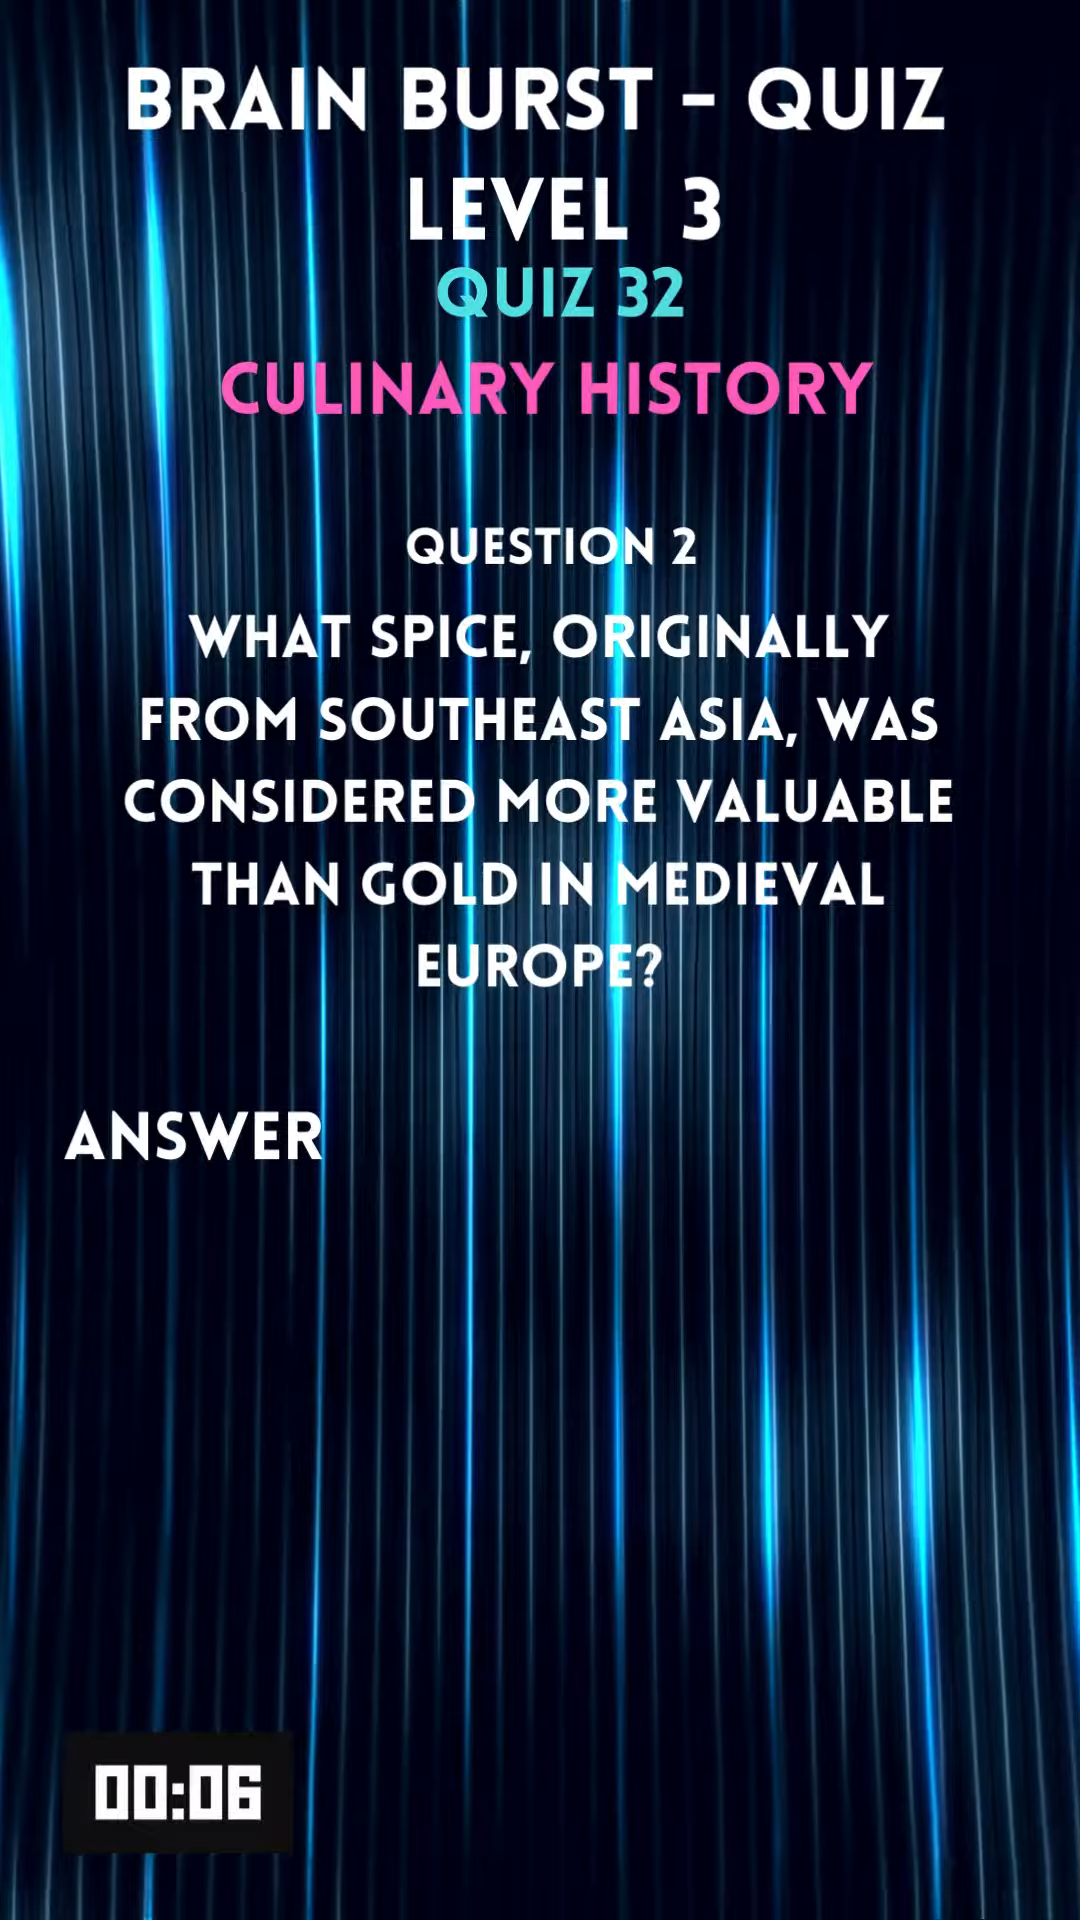 BRAIN BURST - QUIZ
LEVEL 3
QUIZ 32
CULINARY HISTORY
QUESTION 2
WHAT SPICE, ORIGINALLY
FROM SOUTHEAST ASIA, WAS
CONSIDERED MORE VALUABLE
THAN GOLD IN MEDIEVAL
EUROPE?
ANSWER
00:06